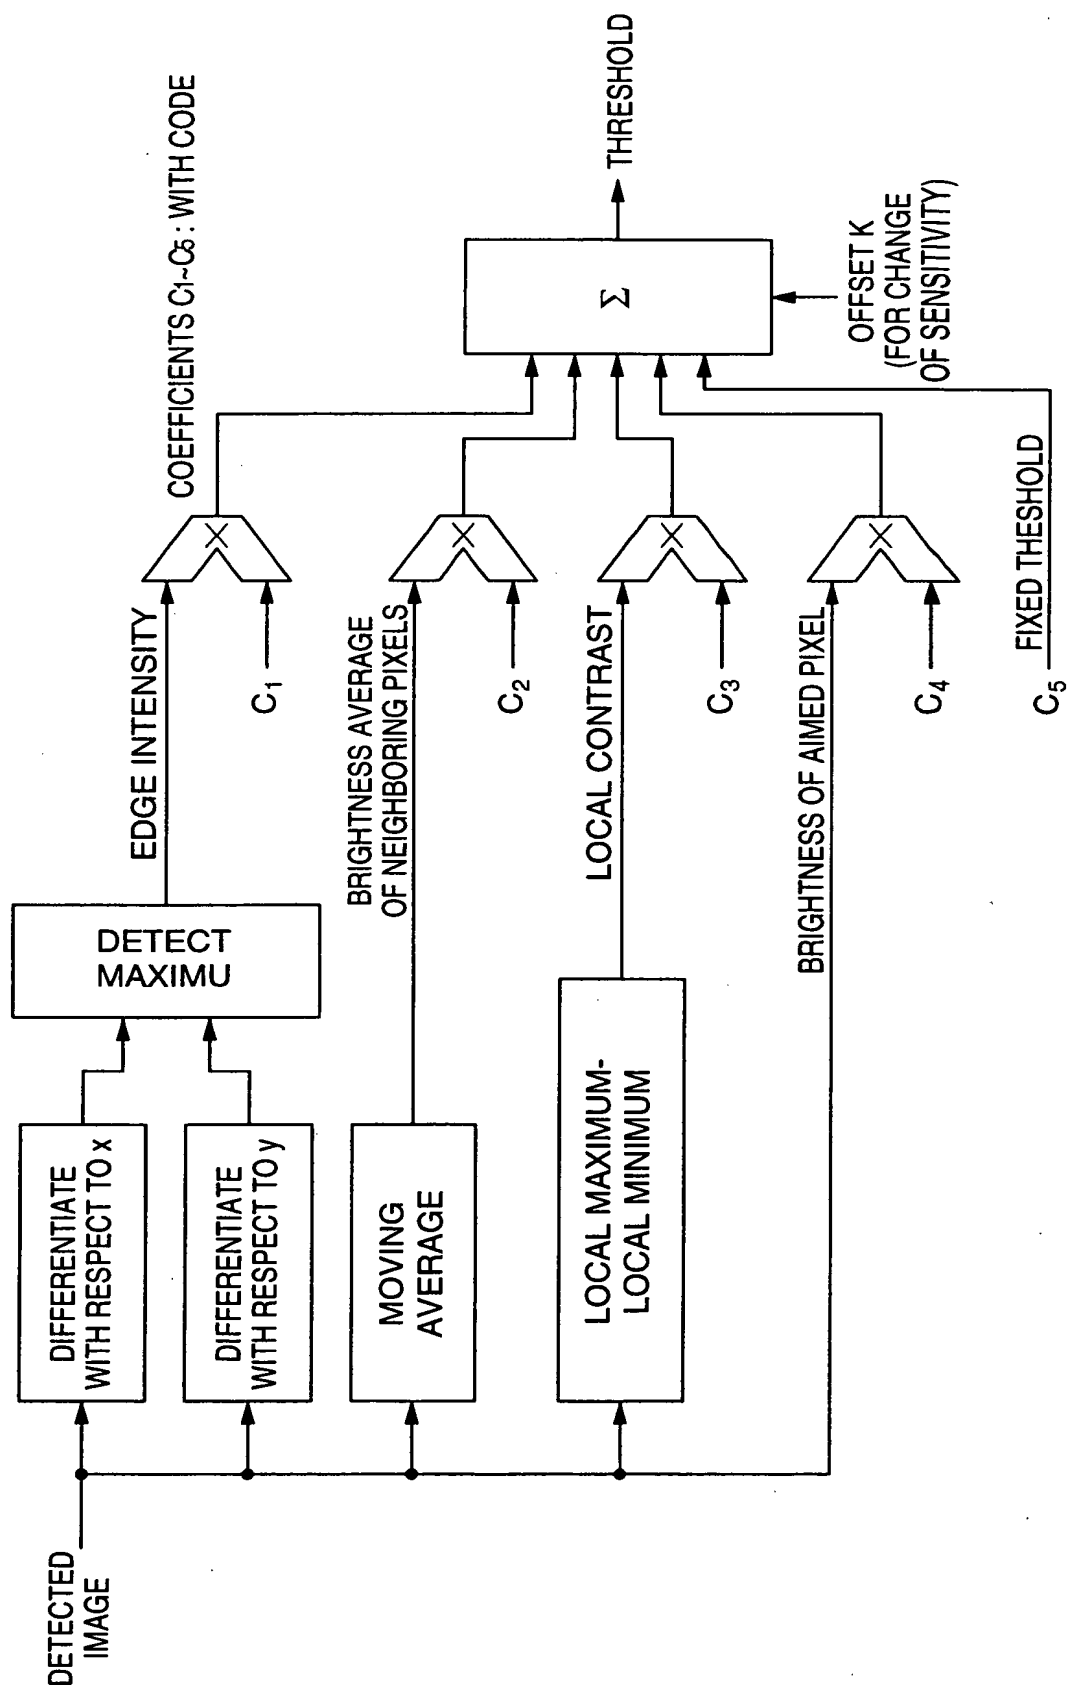 DETECTED
IMAGE
DIFFERENTIATE
WITH RESPECT TO x
DIFFERENTIATE
WITH RESPECT TO y
MOVING
AVERAGE
LOCAL MAXIMUM-
LOCAL MINIMUM
DETECT
MAXIMU
EDGE INTENSITY
BRIGHTNESS AVERAGE
OF NEIGHBORING PIXELS
LOCAL CONTRAST
BRIGHTNESS OF AIMED PIXEL
C1
C2
C3
C4
C5
FIXED THESHOLD
×
×
×
×
COEFFICIENTS C1~C5 : WITH CODE
Σ
OFFSET K
(FOR CHANGE
OF SENSITIVITY)
THRESHOLD